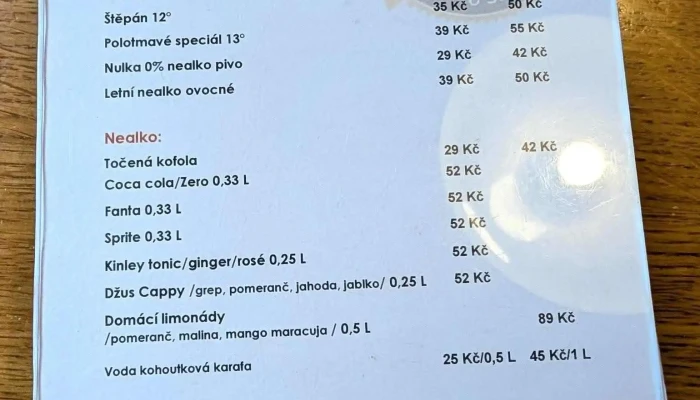 Štěpán 12° 35 Kč 50 Kč
Polotmavé speciál 13° 39 Kč 55 Kč
Nulka 0% nealko pivo 29 Kč 42 Kč
Letní nealko ovocné 39 Kč 50 Kč
Nealko:
Točená kofola 29 Kč 42 Kč
Coca cola/Zero 0,33 L 52 Kč
Fanta 0,33 L 52 Kč
Sprite 0,33 L 52 Kč
Kinley tonic/ginger/rosé 0,25 L 52 Kč
Džus Cappy /grep, pomeranč, jahoda, jablko/ 0,25 L 52 Kč
Domácí limonády 89 Kč
/pomeranč, malina, mango maracuja / 0,5 L
Voda kohoutková karafa 25 Kč/0,5 L 45 Kč/1 L